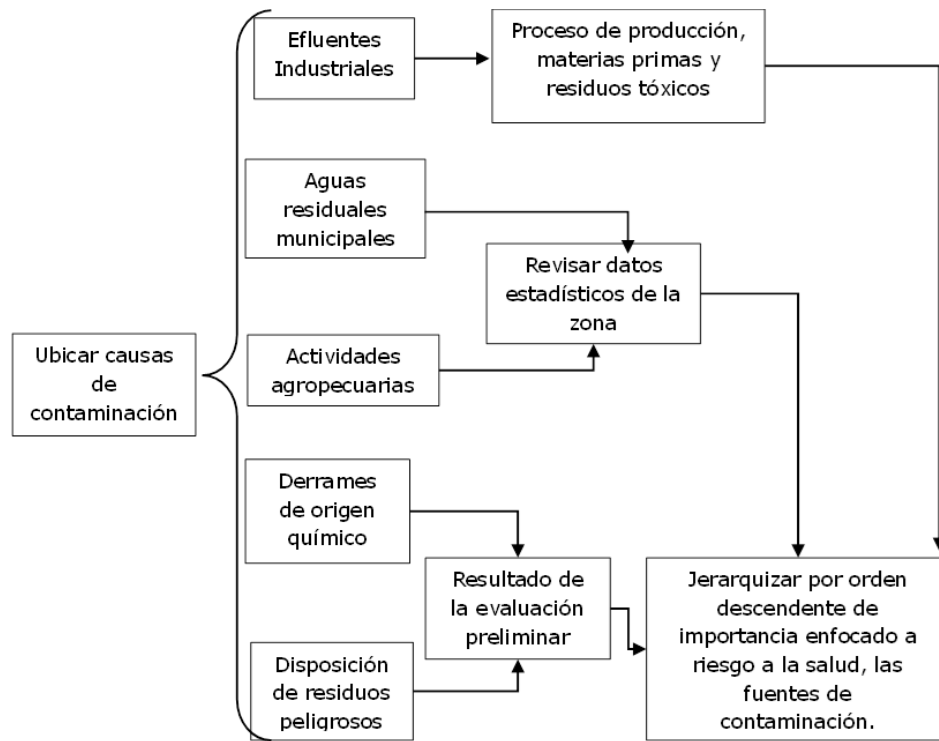 Efluentes
Industriales
Proceso de producción,
materias primas y
residuos tóxicos
Aguas
residuales
municipales
Revisar datos
estadísticos de la
zona
Ubicar causas
de
contaminación
Actividades
agropecuarias
Derrames
de origen
químico
Resultado de
la evaluación
preliminar
Jerarquizar por orden
descendente de
importancia enfocado a
riesgo a la salud, las
fuentes de
contaminación.
Disposición
de residuos
peligrosos